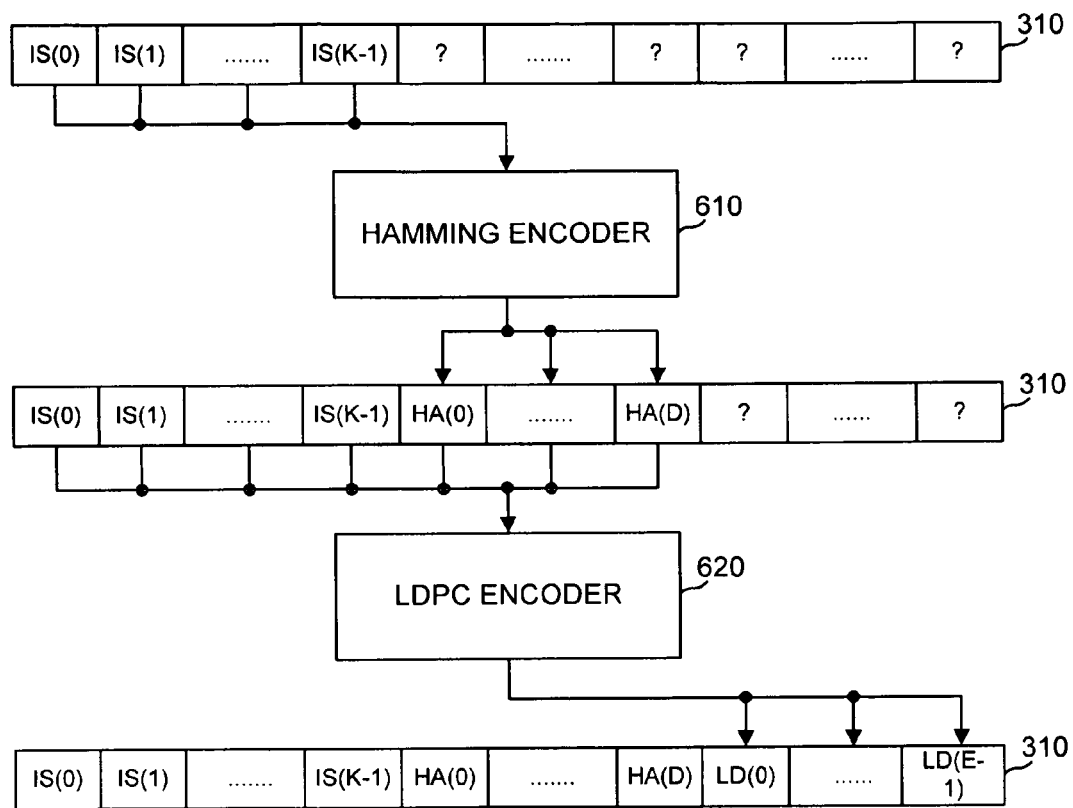 IS(0) IS(1) ....... IS(K-1) ? ....... ? ? ...... ? 310
HAMMING ENCODER 610
IS(0) IS(1) ....... IS(K-1) HA(0) ....... HA(D) ? ...... ? 310
LDPC ENCODER 620
IS(0) IS(1) ....... IS(K-1) HA(0) ....... HA(D) LD(0) ...... LD(E-
1) 310